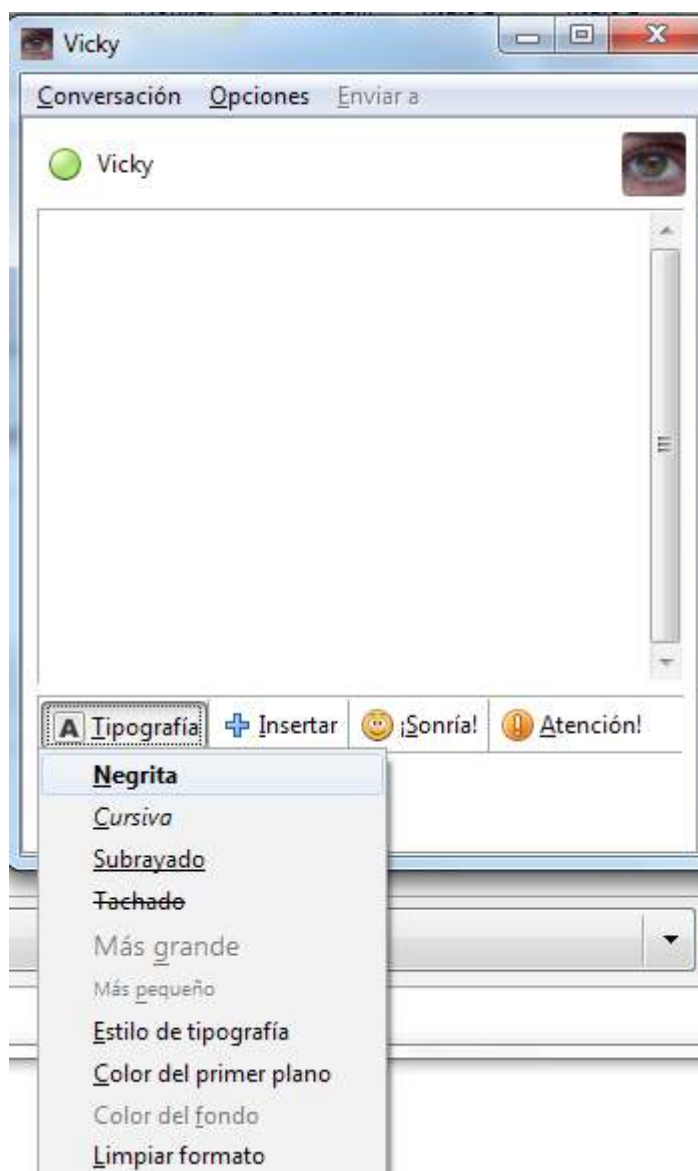 Vicky
Conversación Opciones Enviar a
Vicky
A Tipografía Insertar ¡Sonría! Atención!
Negrita
Cursiva
Subrayado
Tachado
Más grande
Más pequeño
Estilo de tipografía
Color del primer plano
Color del fondo
Limpiar formato